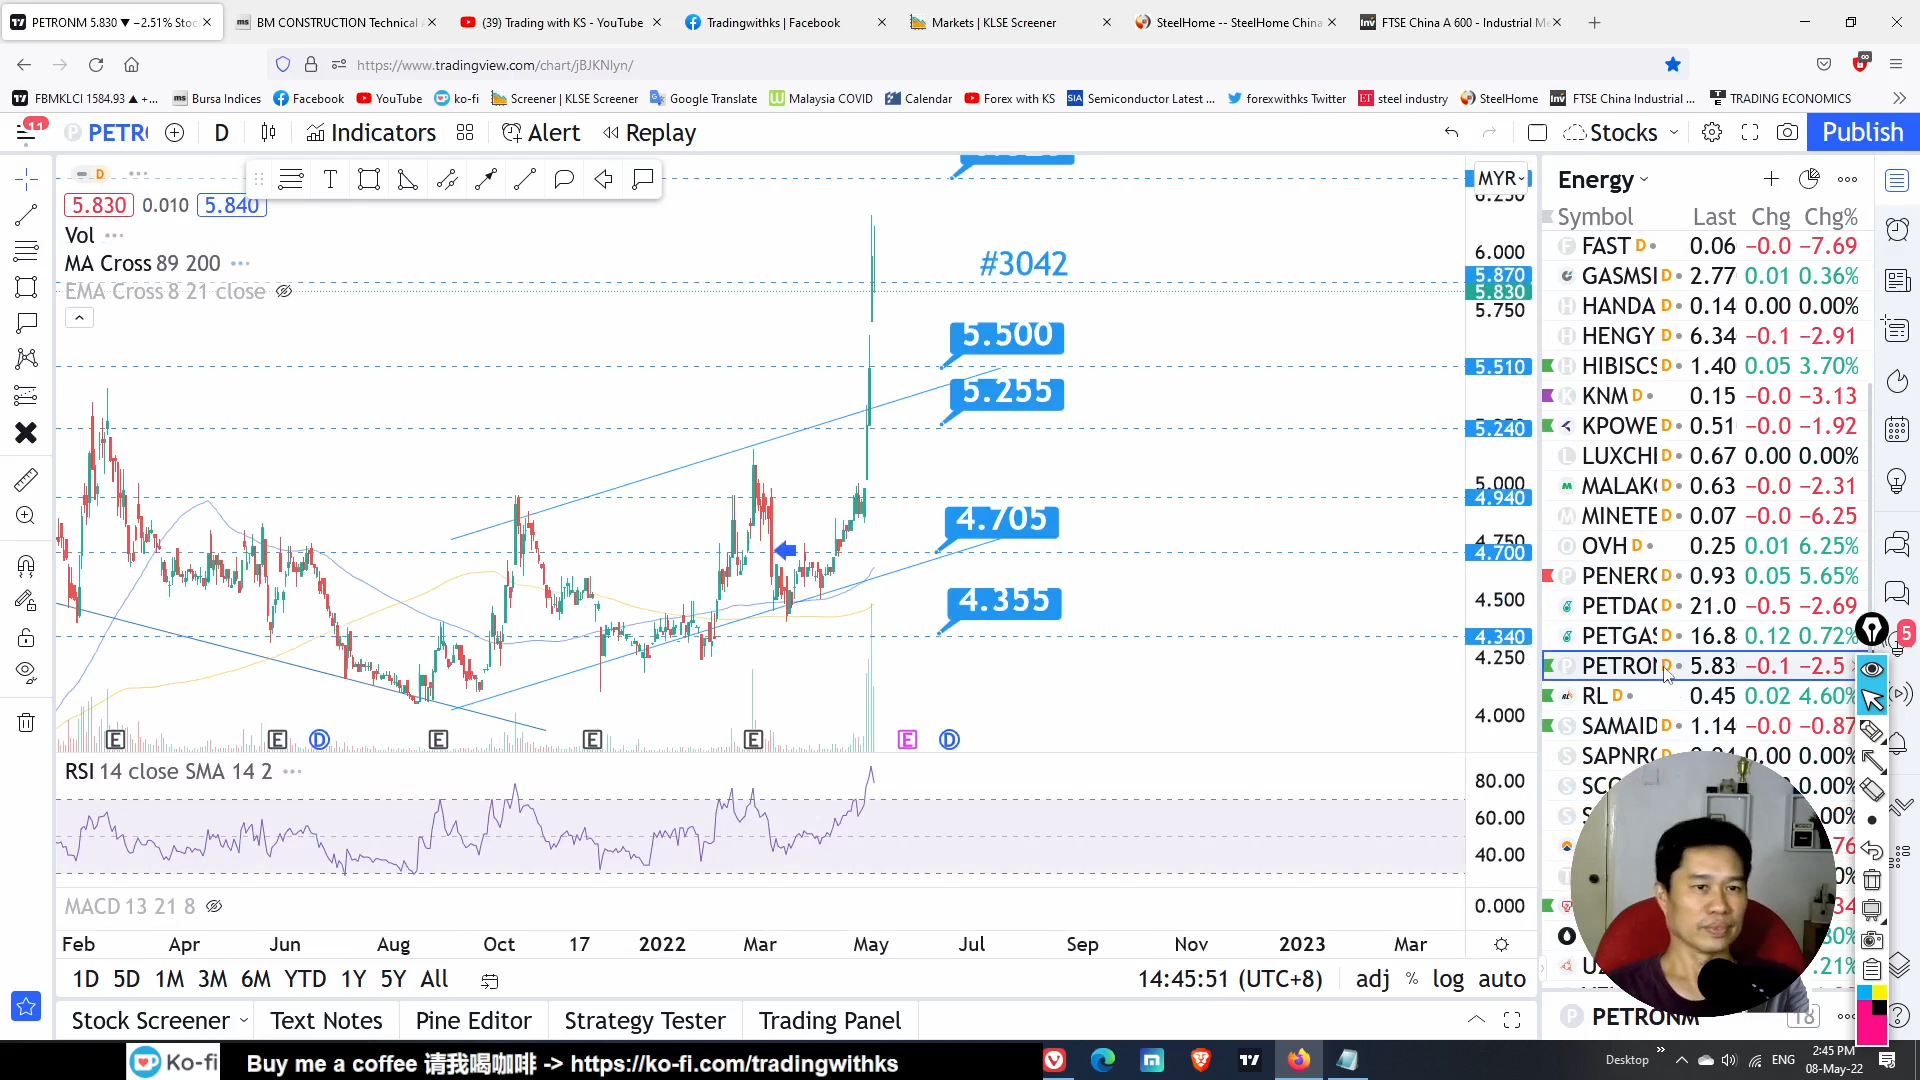 PETRONM 5.830 ▼ −2.51% Stoc
BM CONSTRUCTION Technical
(39) Trading with KS - YouTube
Tradingwithks | Facebook
Markets | KLSE Screener
SteelHome -- SteelHome China
FTSE China A 600 - Industrial Me
https://www.tradingview.com/chart/jBJKNlyn/
FBMKLCI 1584.93 ▲ +...
Bursa Indices
Facebook
YouTube
ko-fi
Screener | KLSE Screener
Google Translate
Malaysia COVID
Calendar
Forex with KS
Semiconductor Latest ...
forexwithks Twitter
steel industry
SteelHome
FTSE China Industrial ...
TRADING ECONOMICS
11
PETR
D
Indicators
Alert
Replay
Stocks
Publish
D
5.830 0.010 5.840
Vol
MA Cross 89 200
EMA Cross 8 21 close
#3042
5.500
5.255
4.705
4.355
MYR
6.250
6.000
5.870
5.830
5.750
5.510
5.240
5.000
4.940
4.750
4.700
4.500
4.340
4.250
4.000
E E D E E E E D
RSI 14 close SMA 14 2
80.00
60.00
40.00
MACD 13 21 8
0.000
Feb Apr Jun Aug Oct 17 2022 Mar May Jul Sep Nov 2023 Mar
1D 5D 1M 3M 6M YTD 1Y 5Y All
14:45:51 (UTC+8) adj % log auto
Stock Screener Text Notes Pine Editor Strategy Tester Trading Panel
Energy
Symbol Last Chg Chg%
FAST D 0.06 −0.0 −7.69
GASMSI D 2.77 0.01 0.36%
HANDA D 0.14 0.00 0.00%
HENGY D 6.34 −0.1 −2.91
HIBISCS D 1.40 0.05 3.70%
KNM D 0.15 −0.0 −3.13
KPOWE D 0.51 −0.0 −1.92
LUXCHI D 0.67 0.00 0.00%
MALAK D 0.63 −0.0 −2.31
MINETE D 0.07 −0.0 −6.25
OVH D 0.25 0.01 6.25%
PENERG D 0.93 0.05 5.65%
PETDAG D 21.0 −0.5 −2.69
PETGAS D 16.8 0.12 0.72%
PETRON D 5.83 −0.1 −2.5
RL D 0.45 0.02 4.60%
SAMAID D 1.14 −0.0 −0.87
SAPNRG D 0.04 0.00 0.00%
PETRONM
18
5
Ko-fi
Buy me a coffee 请我喝咖啡 -> https://ko-fi.com/tradingwithks
Desktop
ENG
2:45 PM
08-May-22